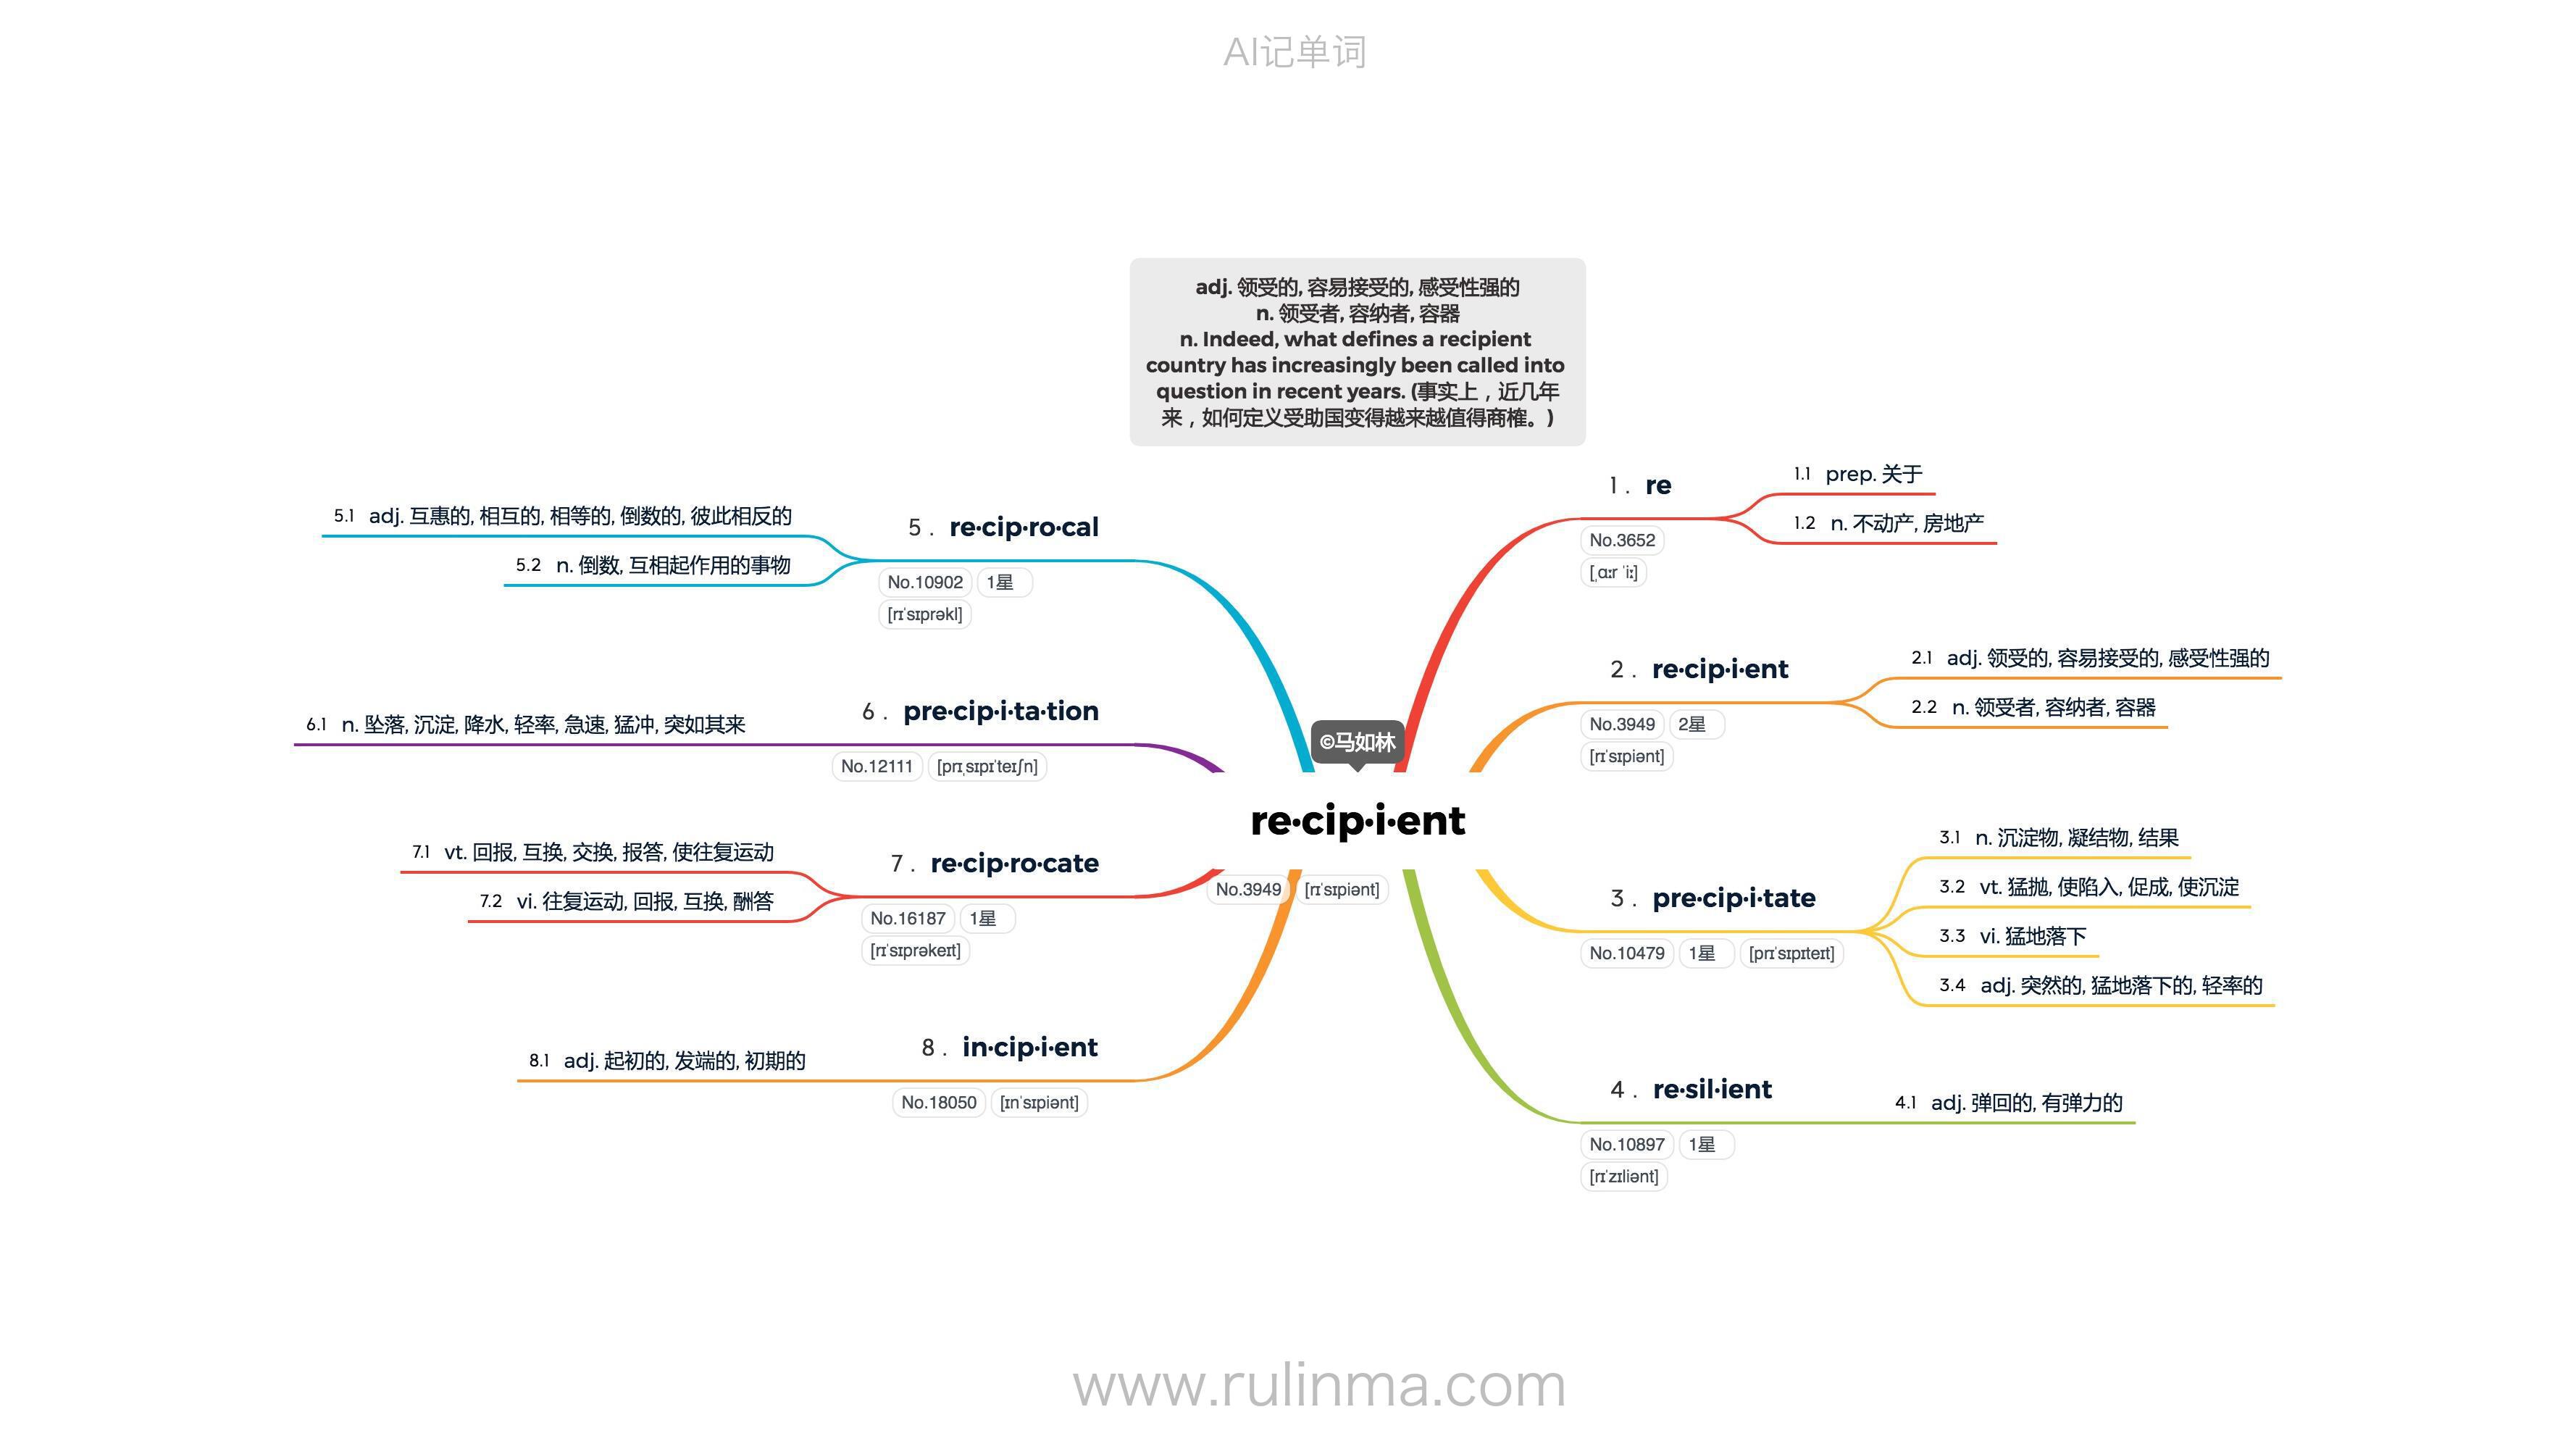 AI记单词
adj. 领受的, 容易接受的, 感受性强的
n. 领受者, 容纳者, 容器
n. Indeed, what defines a recipient
country has increasingly been called into
question in recent years. (事实上，近几年
来，如何定义受助国变得越来越值得商榷。)
©马如林
re·cip·i·ent
No.3949 [rɪˈsɪpiənt]
1 . re
No.3652
[ˌɑːr ˈiː]
1.1 prep. 关于
1.2 n. 不动产, 房地产
2 . re·cip·i·ent
No.3949 2星
[rɪˈsɪpiənt]
2.1 adj. 领受的, 容易接受的, 感受性强的
2.2 n. 领受者, 容纳者, 容器
3 . pre·cip·i·tate
No.10479 1星 [prɪˈsɪpɪteɪt]
3.1 n. 沉淀物, 凝结物, 结果
3.2 vt. 猛抛, 使陷入, 促成, 使沉淀
3.3 vi. 猛地落下
3.4 adj. 突然的, 猛地落下的, 轻率的
4 . re·sil·ient
No.10897 1星
[rɪˈzɪliənt]
4.1 adj. 弹回的, 有弹力的
5 . re·cip·ro·cal
No.10902 1星
[rɪˈsɪprəkl]
5.1 adj. 互惠的, 相互的, 相等的, 倒数的, 彼此相反的
5.2 n. 倒数, 互相起作用的事物
6 . pre·cip·i·ta·tion
No.12111 [prɪˌsɪpɪˈteɪʃn]
6.1 n. 坠落, 沉淀, 降水, 轻率, 急速, 猛冲, 突如其来
7 . re·cip·ro·cate
No.16187 1星
[rɪˈsɪprəkeɪt]
7.1 vt. 回报, 互换, 交换, 报答, 使往复运动
7.2 vi. 往复运动, 回报, 互换, 酬答
8 . in·cip·i·ent
No.18050 [ɪnˈsɪpiənt]
8.1 adj. 起初的, 发端的, 初期的
www.rulinma.com